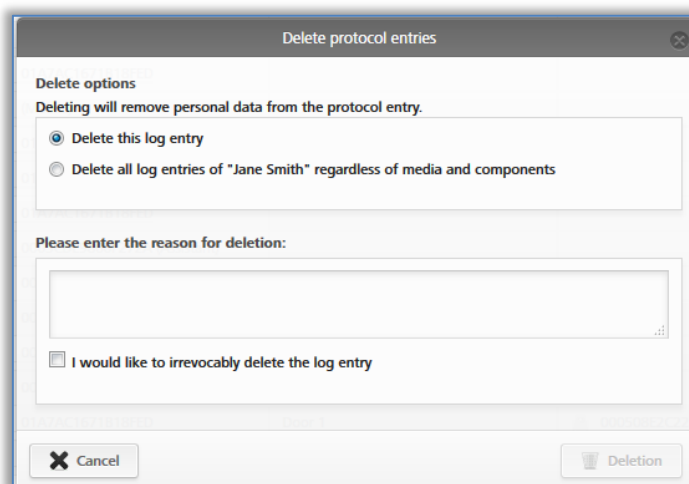 Delete protocol entries
Delete options
Deleting will remove personal data from the protocol entry.
Delete this log entry
Delete all log entries of "Jane Smith" regardless of media and components
Please enter the reason for deletion:
I would like to irrevocably delete the log entry
Cancel
Deletion